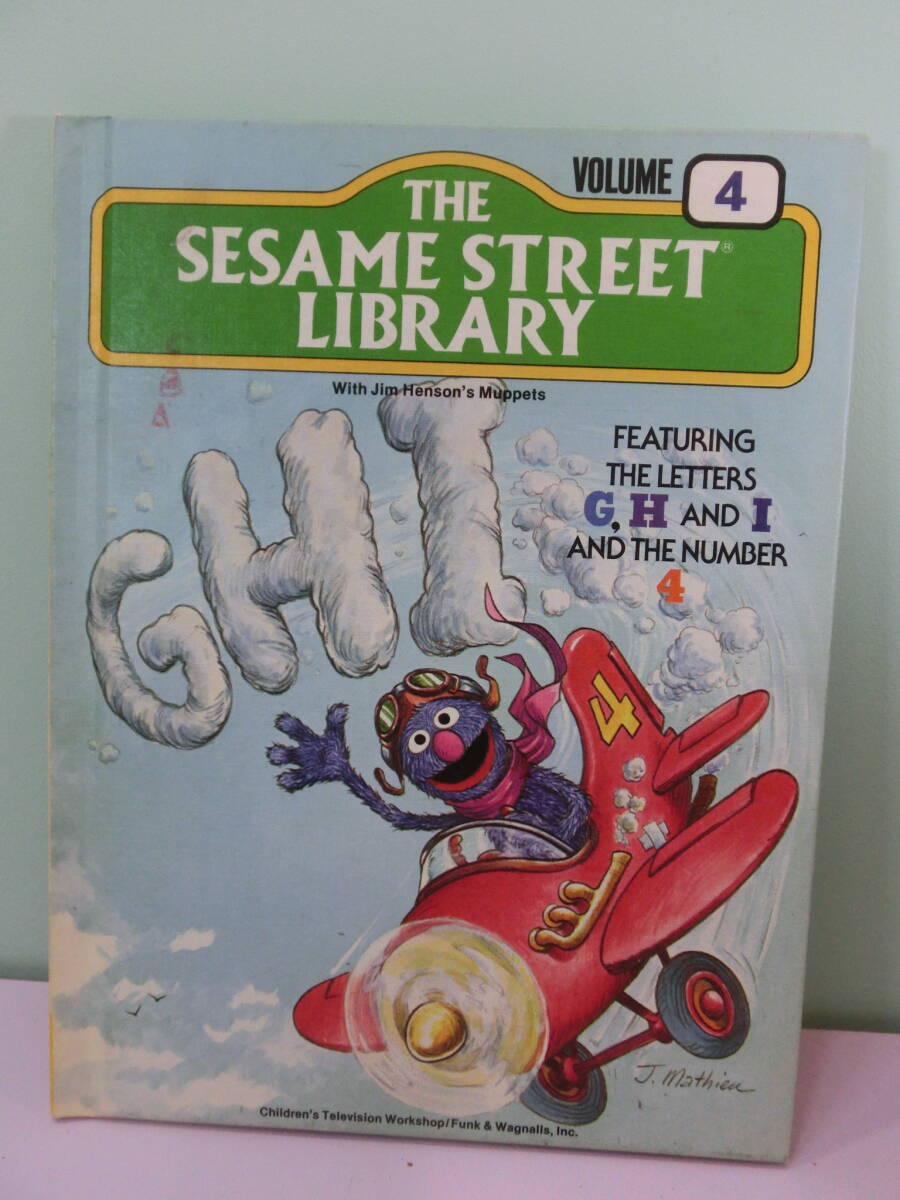 VOLUME 4
THE
SESAME STREET®
LIBRARY
With Jim Henson's Muppets
GHI
FEATURING
THE LETTERS
G, H AND I
AND THE NUMBER
4
4
J. Mathieu
Children's Television Workshop/Funk & Wagnalls, Inc.